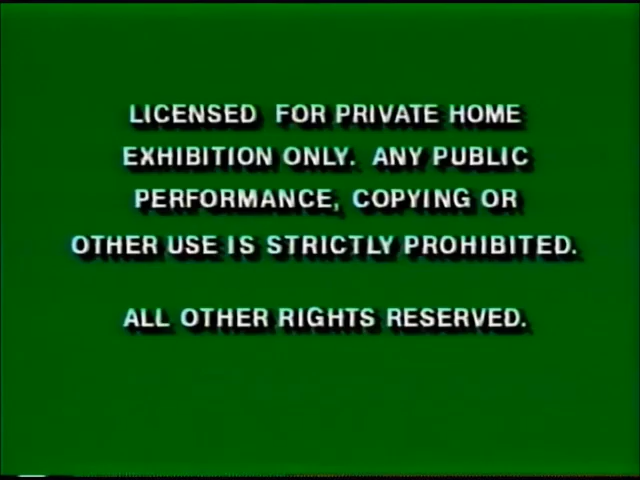 LICENSED FOR PRIVATE HOME
EXHIBITION ONLY. ANY PUBLIC
PERFORMANCE, COPYING OR
OTHER USE IS STRICTLY PROHIBITED.
ALL OTHER RIGHTS RESERVED.